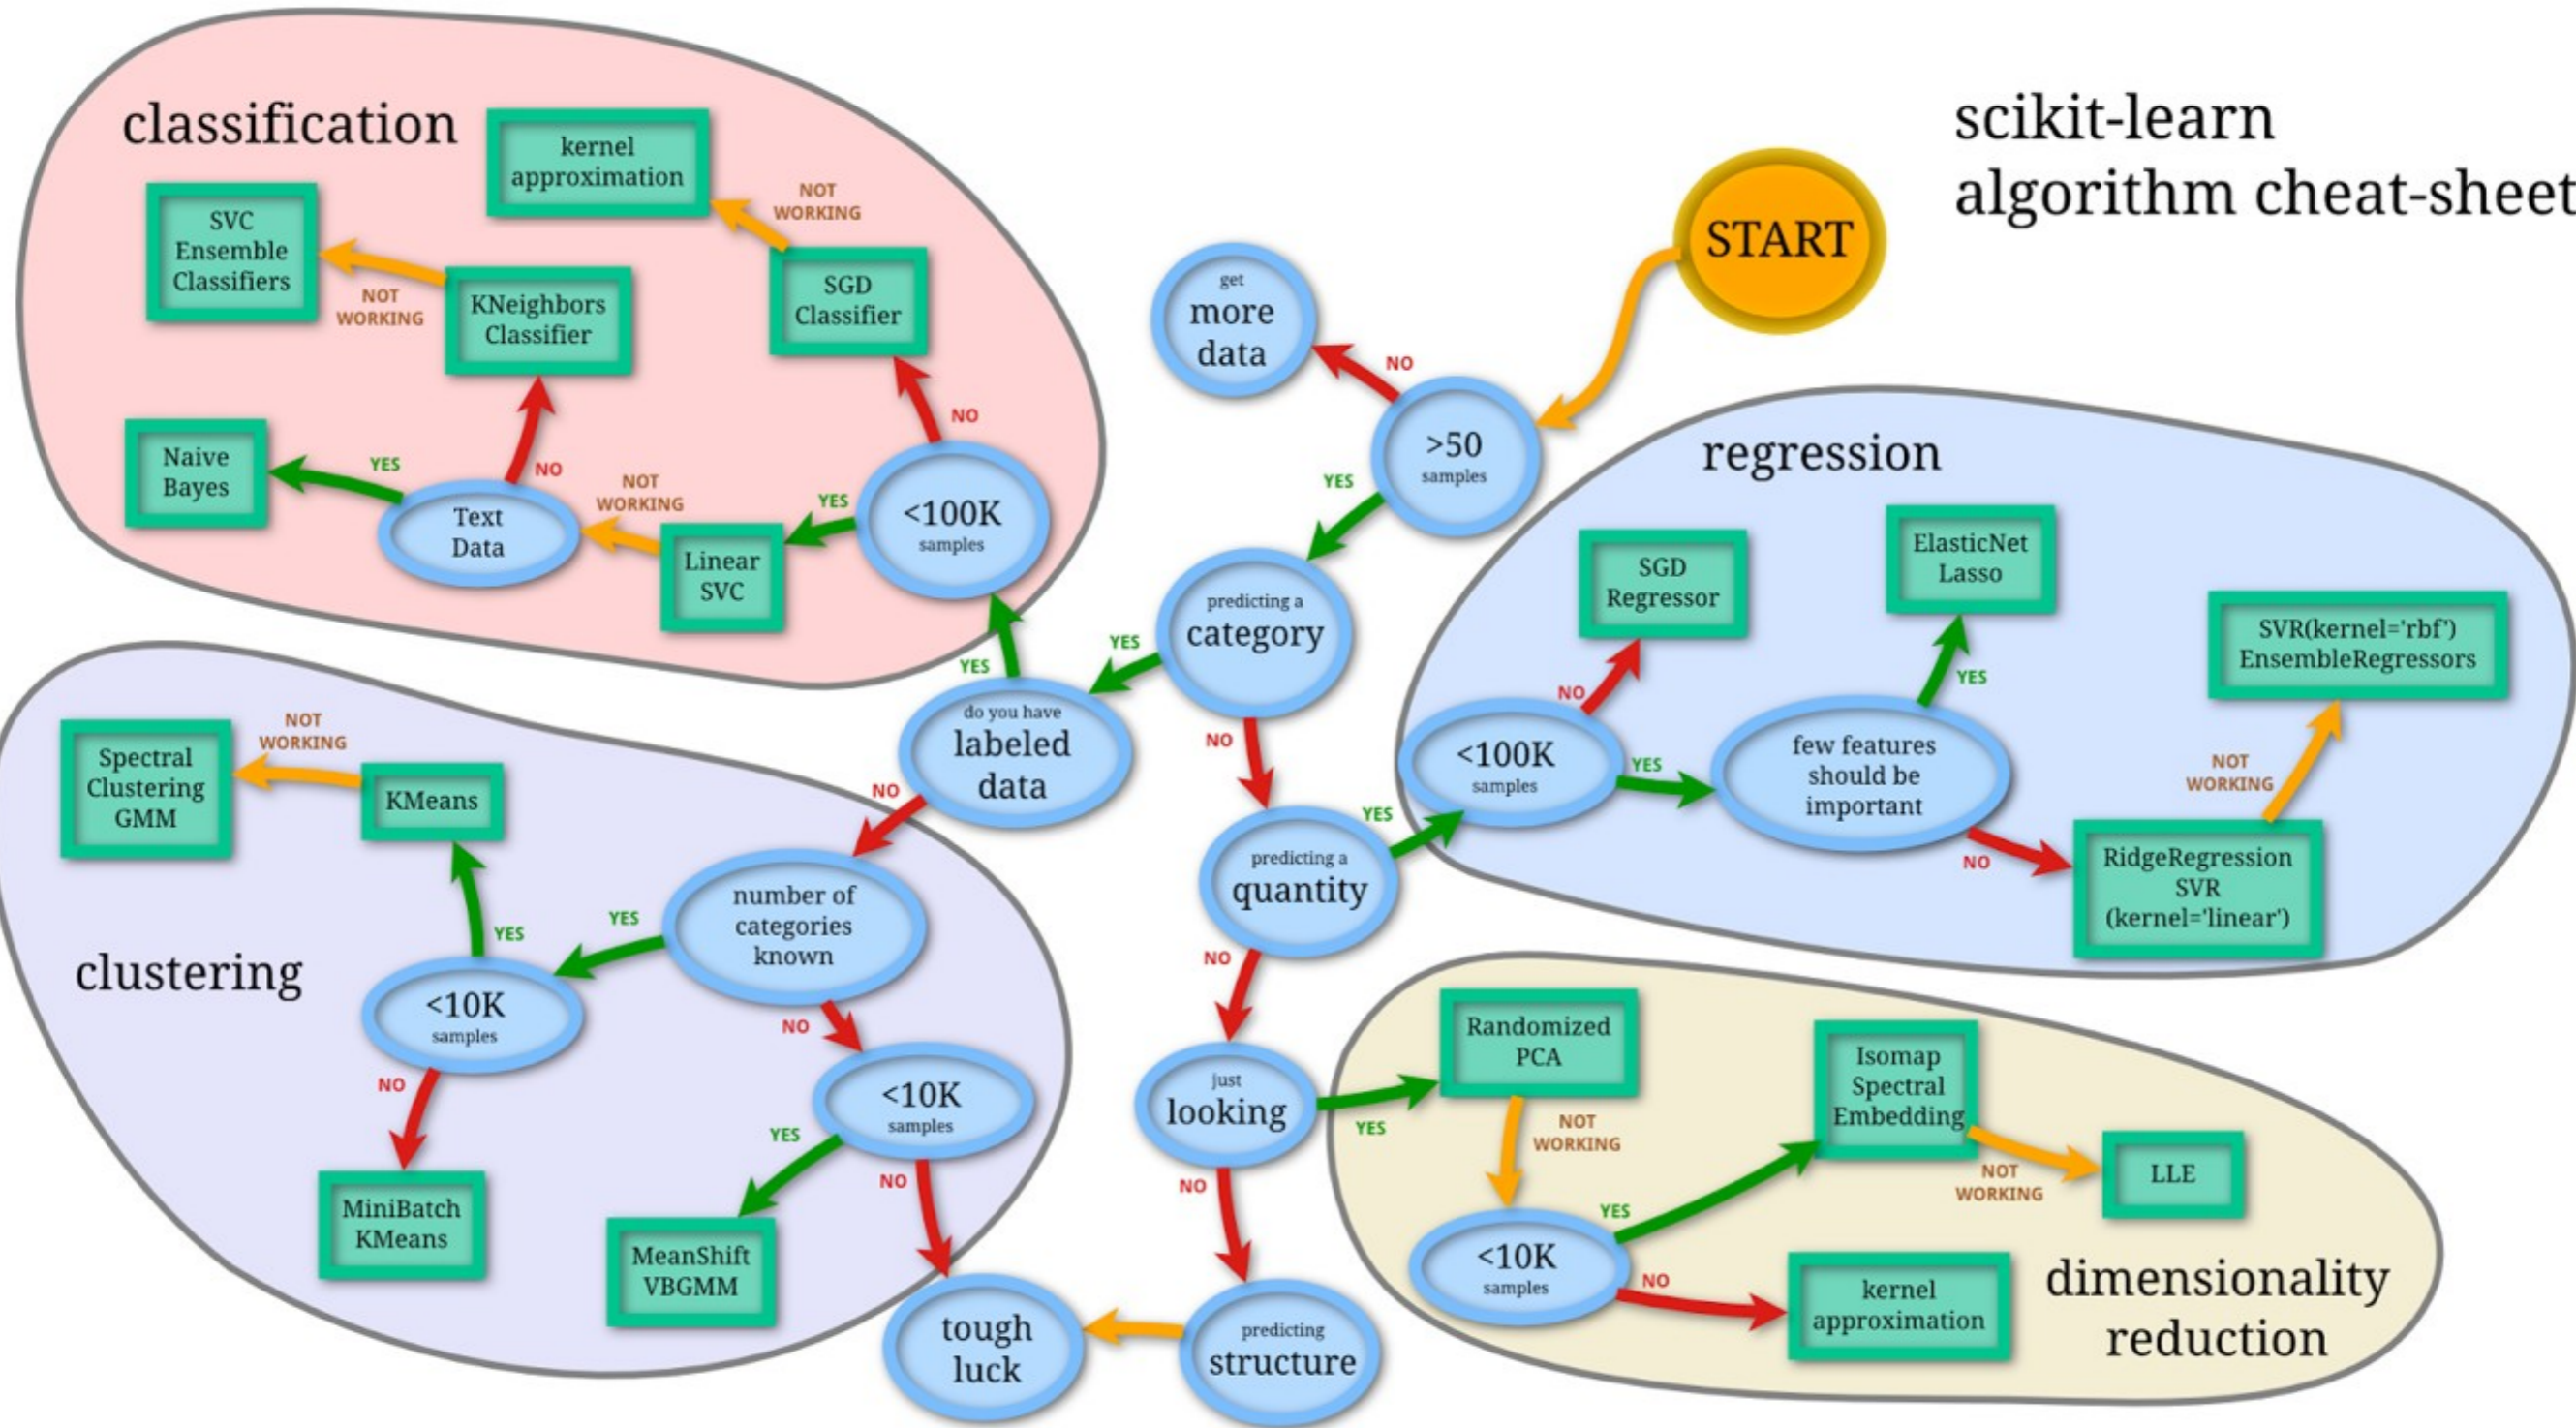 scikit-learn
algorithm cheat-sheet
START
>50
samples
NO
get
more
data
YES
predicting a
category
YES
do you have
labeled
data
YES
NO
NO
predicting a
quantity
YES
NO
just
looking
YES
NO
predicting
structure
tough
luck
classification
<100K
samples
NO
SGD
Classifier
NOT
WORKING
kernel
approximation
YES
Linear
SVC
NOT
WORKING
Text
Data
YES
Naive
Bayes
NO
KNeighbors
Classifier
NOT
WORKING
SVC
Ensemble
Classifiers
clustering
number of
categories
known
YES
<10K
samples
YES
KMeans
NOT
WORKING
Spectral
Clustering
GMM
NO
MiniBatch
KMeans
NO
<10K
samples
YES
MeanShift
VBGMM
NO
regression
<100K
samples
NO
SGD
Regressor
YES
few features
should be
important
YES
ElasticNet
Lasso
NO
RidgeRegression
SVR
(kernel='linear')
NOT
WORKING
SVR(kernel='rbf')
EnsembleRegressors
dimensionality
reduction
Randomized
PCA
NOT
WORKING
<10K
samples
YES
Isomap
Spectral
Embedding
NOT
WORKING
LLE
NO
kernel
approximation